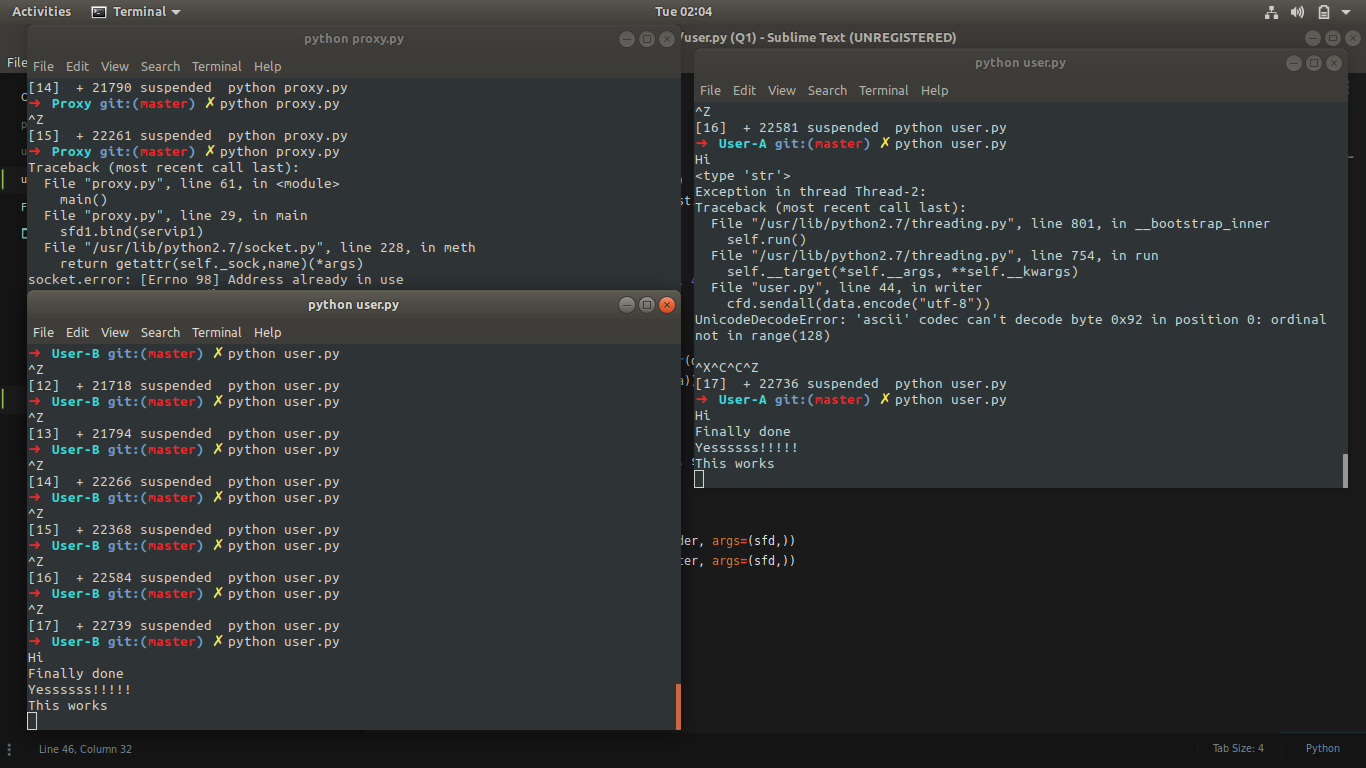 Activities Terminal Tue 02:04
/user.py (Q1) - Sublime Text (UNREGISTERED)
File
python proxy.py
File Edit View Search Terminal Help
[14]  + 21790 suspended  python proxy.py
➜  Proxy git:(master) ✗ python proxy.py
^Z
[15]  + 22261 suspended  python proxy.py
➜  Proxy git:(master) ✗ python proxy.py
Traceback (most recent call last):
  File "proxy.py", line 61, in <module>
    main()
  File "proxy.py", line 29, in main
    sfd1.bind(servip1)
  File "/usr/lib/python2.7/socket.py", line 228, in meth
    return getattr(self._sock,name)(*args)
socket.error: [Errno 98] Address already in use
python user.py
File Edit View Search Terminal Help
➜  User-B git:(master) ✗ python user.py
^Z
[12]  + 21718 suspended  python user.py
➜  User-B git:(master) ✗ python user.py
^Z
[13]  + 21794 suspended  python user.py
➜  User-B git:(master) ✗ python user.py
^Z
[14]  + 22266 suspended  python user.py
➜  User-B git:(master) ✗ python user.py
^Z
[15]  + 22368 suspended  python user.py
➜  User-B git:(master) ✗ python user.py
^Z
[16]  + 22584 suspended  python user.py
➜  User-B git:(master) ✗ python user.py
^Z
[17]  + 22739 suspended  python user.py
➜  User-B git:(master) ✗ python user.py
Hi
Finally done
Yessssss!!!!!
This works
python user.py
File Edit View Search Terminal Help
^Z
[16]  + 22581 suspended  python user.py
➜  User-A git:(master) ✗ python user.py
Hi
<type 'str'>
Exception in thread Thread-2:
Traceback (most recent call last):
  File "/usr/lib/python2.7/threading.py", line 801, in __bootstrap_inner
    self.run()
  File "/usr/lib/python2.7/threading.py", line 754, in run
    self.__target(*self.__args, **self.__kwargs)
  File "user.py", line 44, in writer
    cfd.sendall(data.encode("utf-8"))
UnicodeDecodeError: 'ascii' codec can't decode byte 0x92 in position 0: ordinal
not in range(128)
^X^C^C^Z
[17]  + 22736 suspended  python user.py
➜  User-A git:(master) ✗ python user.py
Hi
Finally done
Yessssss!!!!!
This works
der, args=(sfd,))
ter, args=(sfd,))
Line 46, Column 32 Tab Size: 4 Python